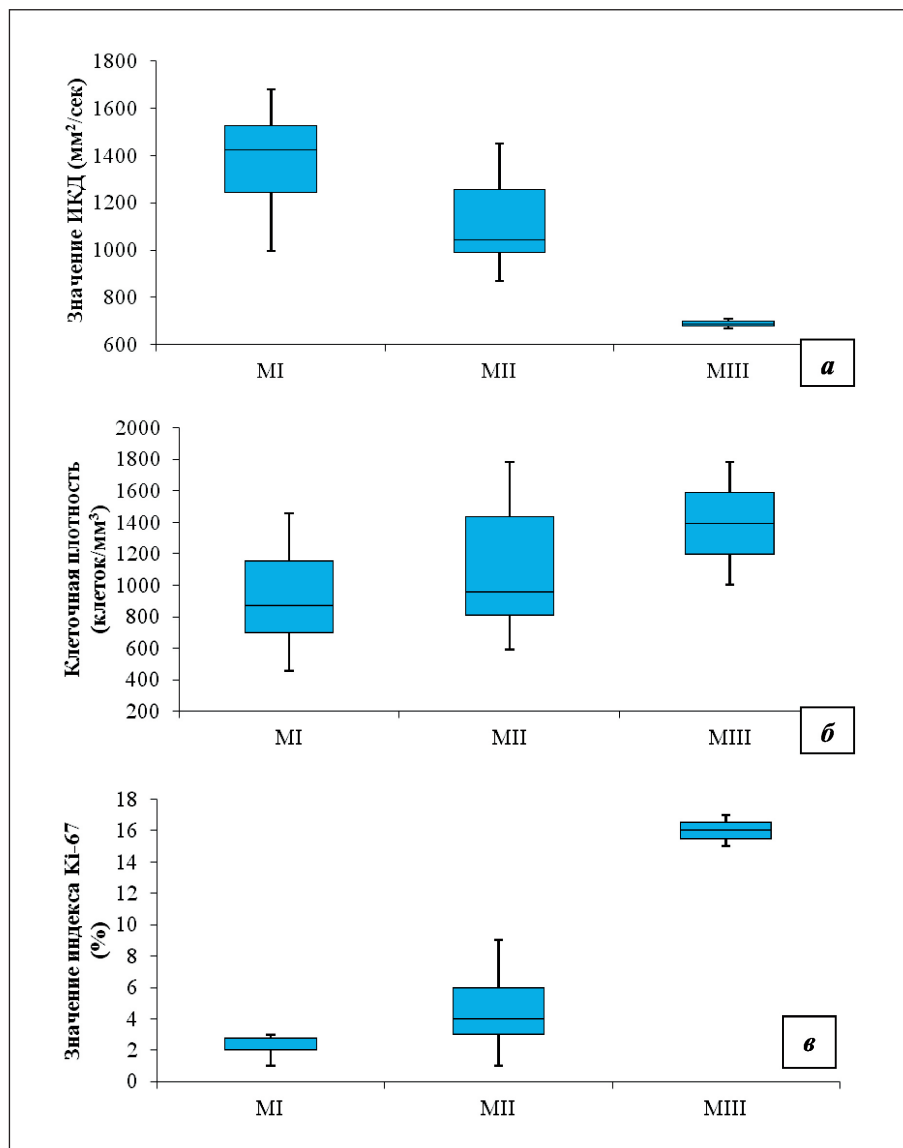 Значение ИКД (мм²/сек)
1800
1600
1400
1200
1000
800
600
MI
MII
MIII
а
Клеточная плотность
(клеток/мм³)
2000
1800
1600
1400
1200
1000
800
600
400
200
MI
MII
MIII
б
Значение индекса Ki-67
(%)
18
16
14
12
10
8
6
4
2
0
MI
MII
MIII
в